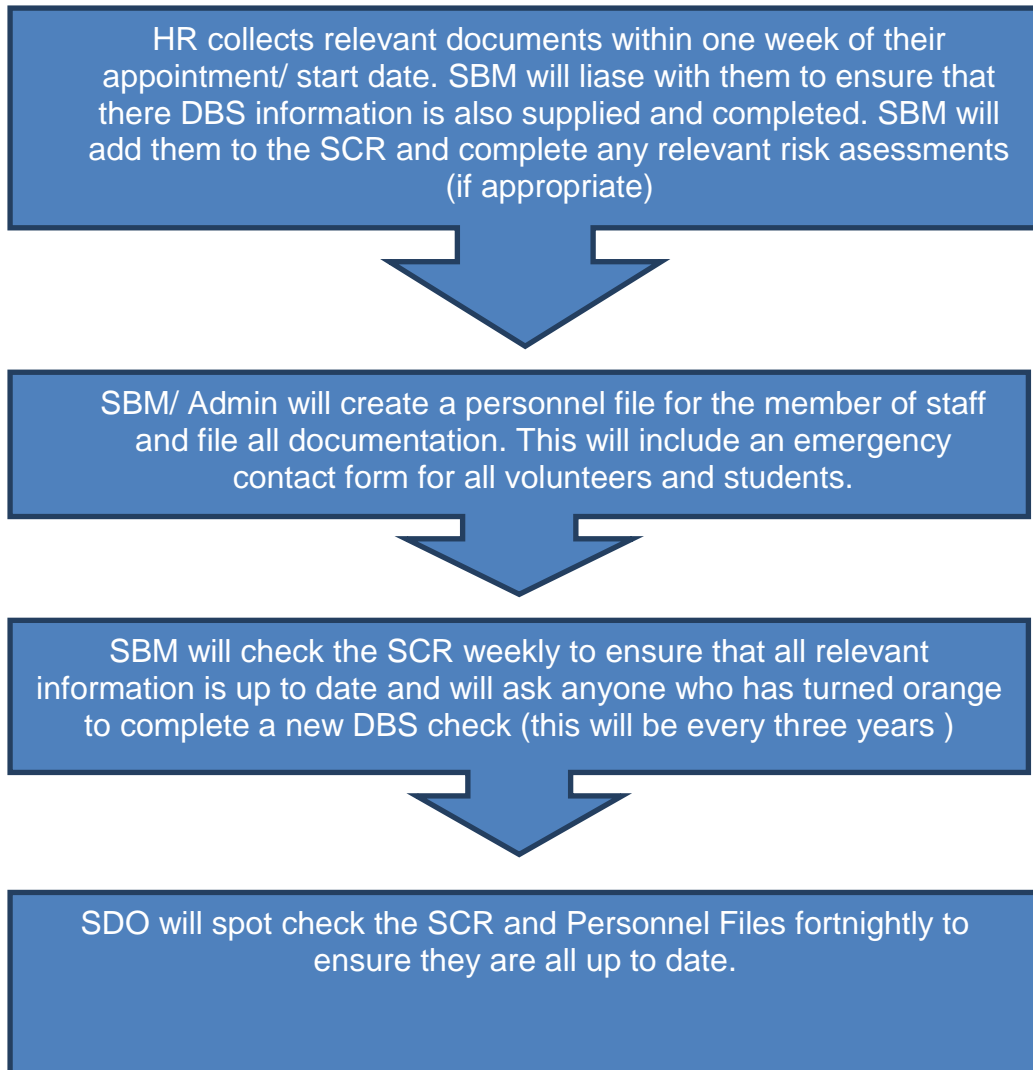 HR collects relevant documents within one week of their
appointment/ start date. SBM will liase with them to ensure that
there DBS information is also supplied and completed. SBM will
add them to the SCR and complete any relevant risk asessments
(if appropriate)
SBM/ Admin will create a personnel file for the member of staff
and file all documentation. This will include an emergency
contact form for all volunteers and students.
SBM will check the SCR weekly to ensure that all relevant
information is up to date and will ask anyone who has turned orange
to complete a new DBS check (this will be every three years )
SDO will spot check the SCR and Personnel Files fortnightly to
ensure they are all up to date.